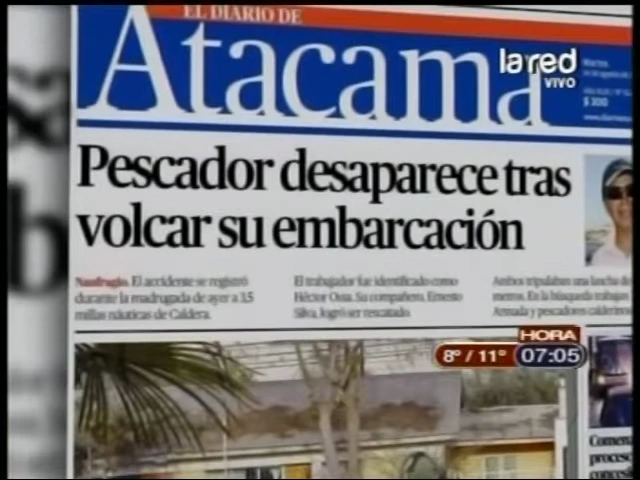 EL DIARIO DE
Atacama
la red
VIVO
$ 300
Pescador desaparece tras
volcar su embarcación
Naufragio. El accidente se registró
durante la madrugada de ayer a 3,5
millas náuticas de Caldera.
El trabajador fue identificado como
Héctor Ossa. Su compañero, Ernesto
Silva, logró ser rescatado.
Ambos tripulaban una lancha de
metros. En la búsqueda trabajan
Armada y pescadores calderinos
HORA
8° / 11° 07:05